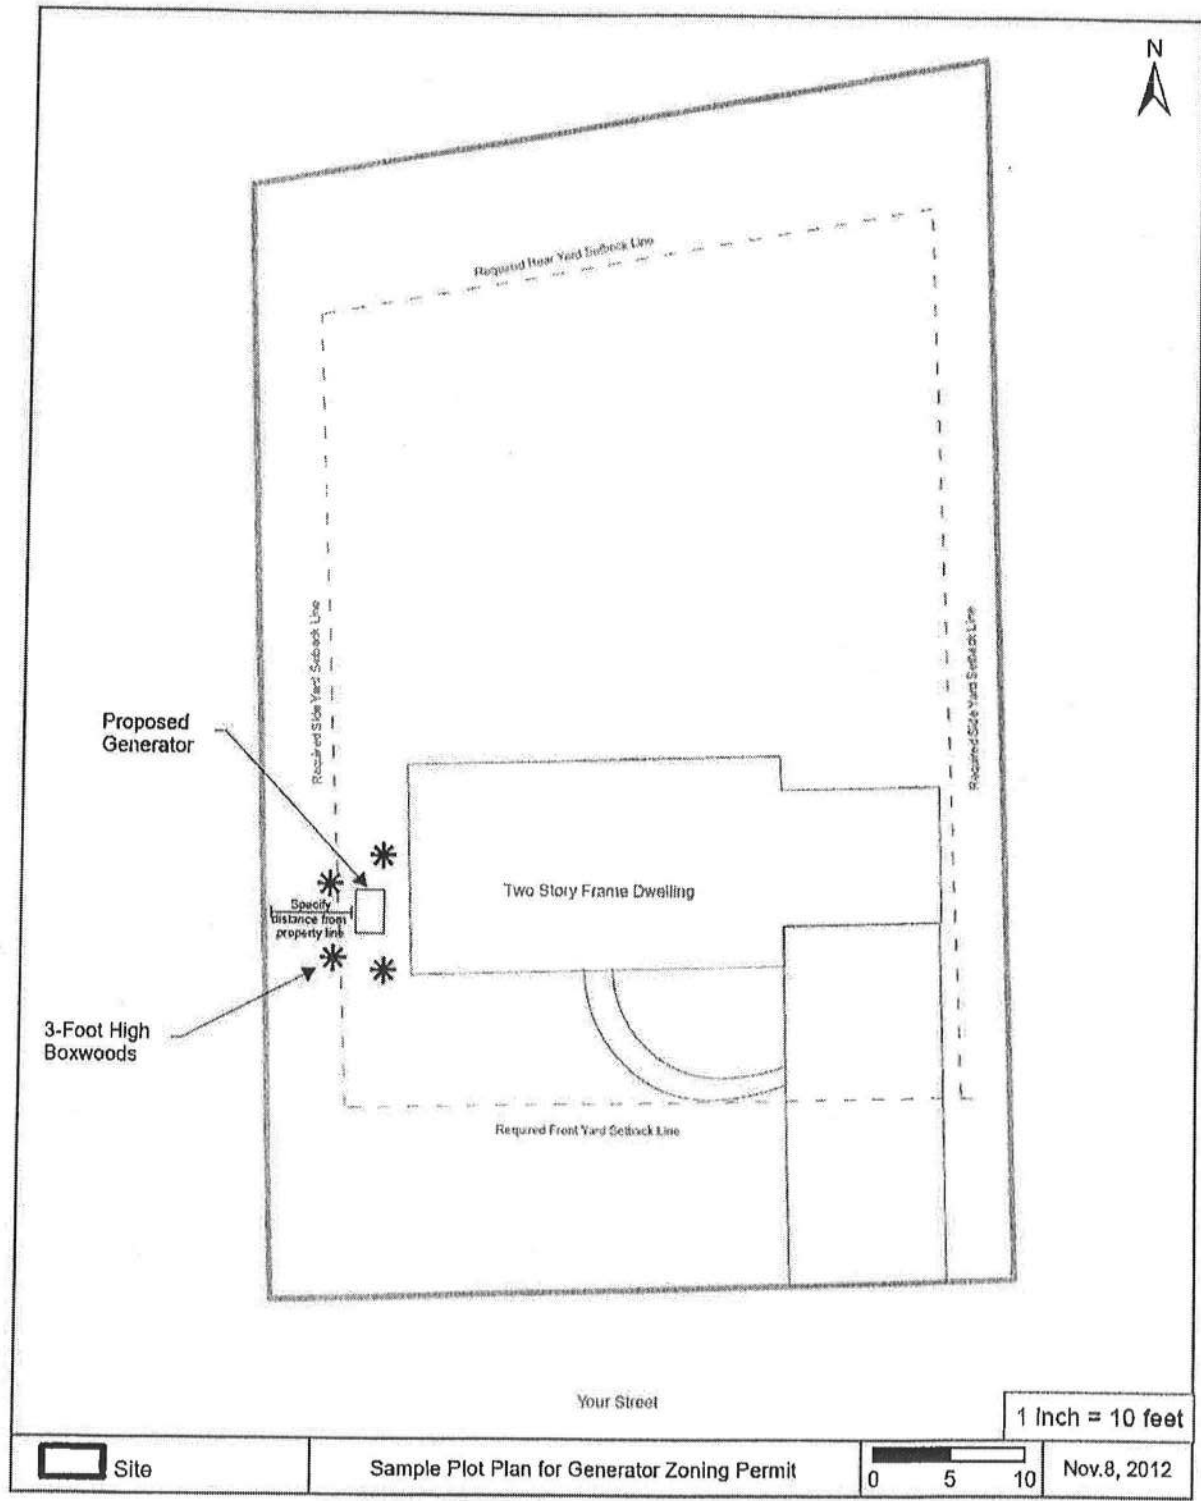 N
Required Rear Yard Setback Line
Required Side Yard Setback Line
Required Side Yard Setback Line
Proposed
Generator
Two Story Frame Dwelling
Specify
distance from
property line
3-Foot High
Boxwoods
Required Front Yard Setback Line
Your Street
1 inch = 10 feet
Site
Sample Plot Plan for Generator Zoning Permit
0 5 10
Nov.8, 2012